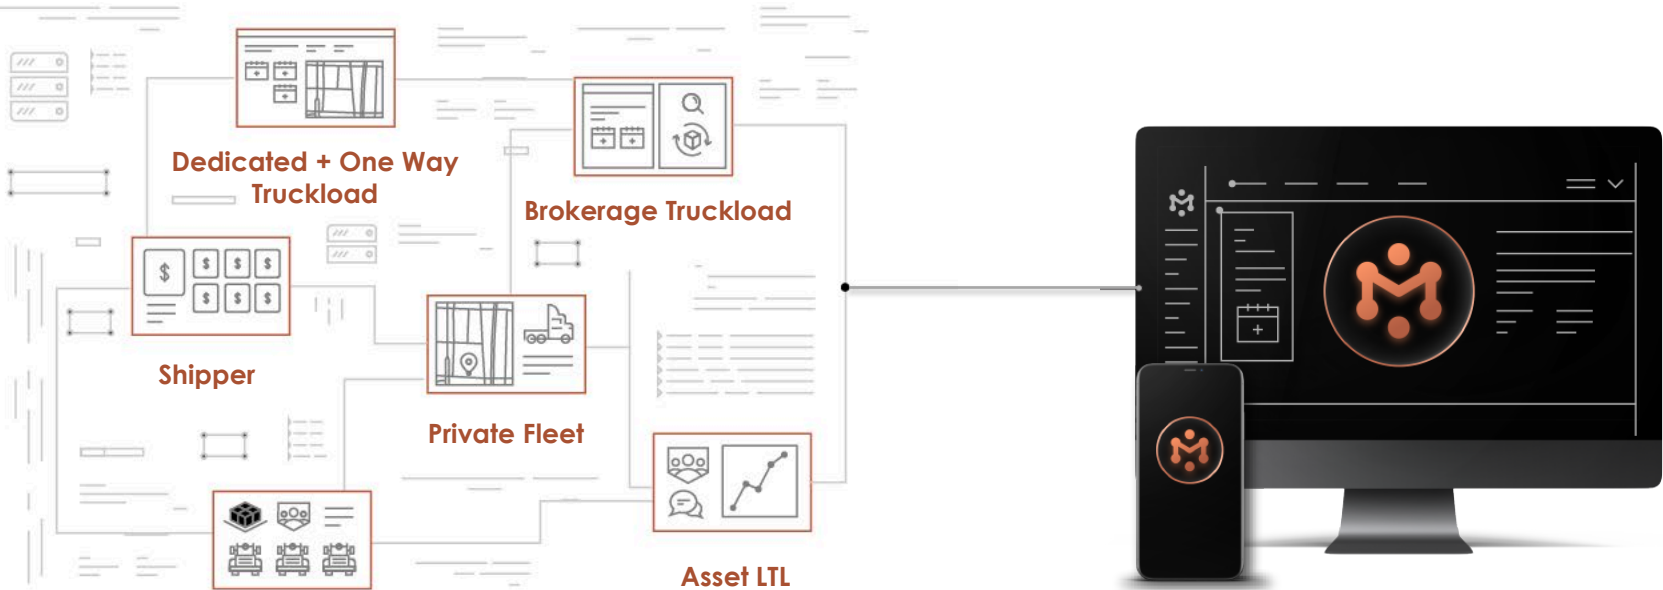 Dedicated + One Way
Truckload
Brokerage Truckload
Shipper
Private Fleet
Asset LTL